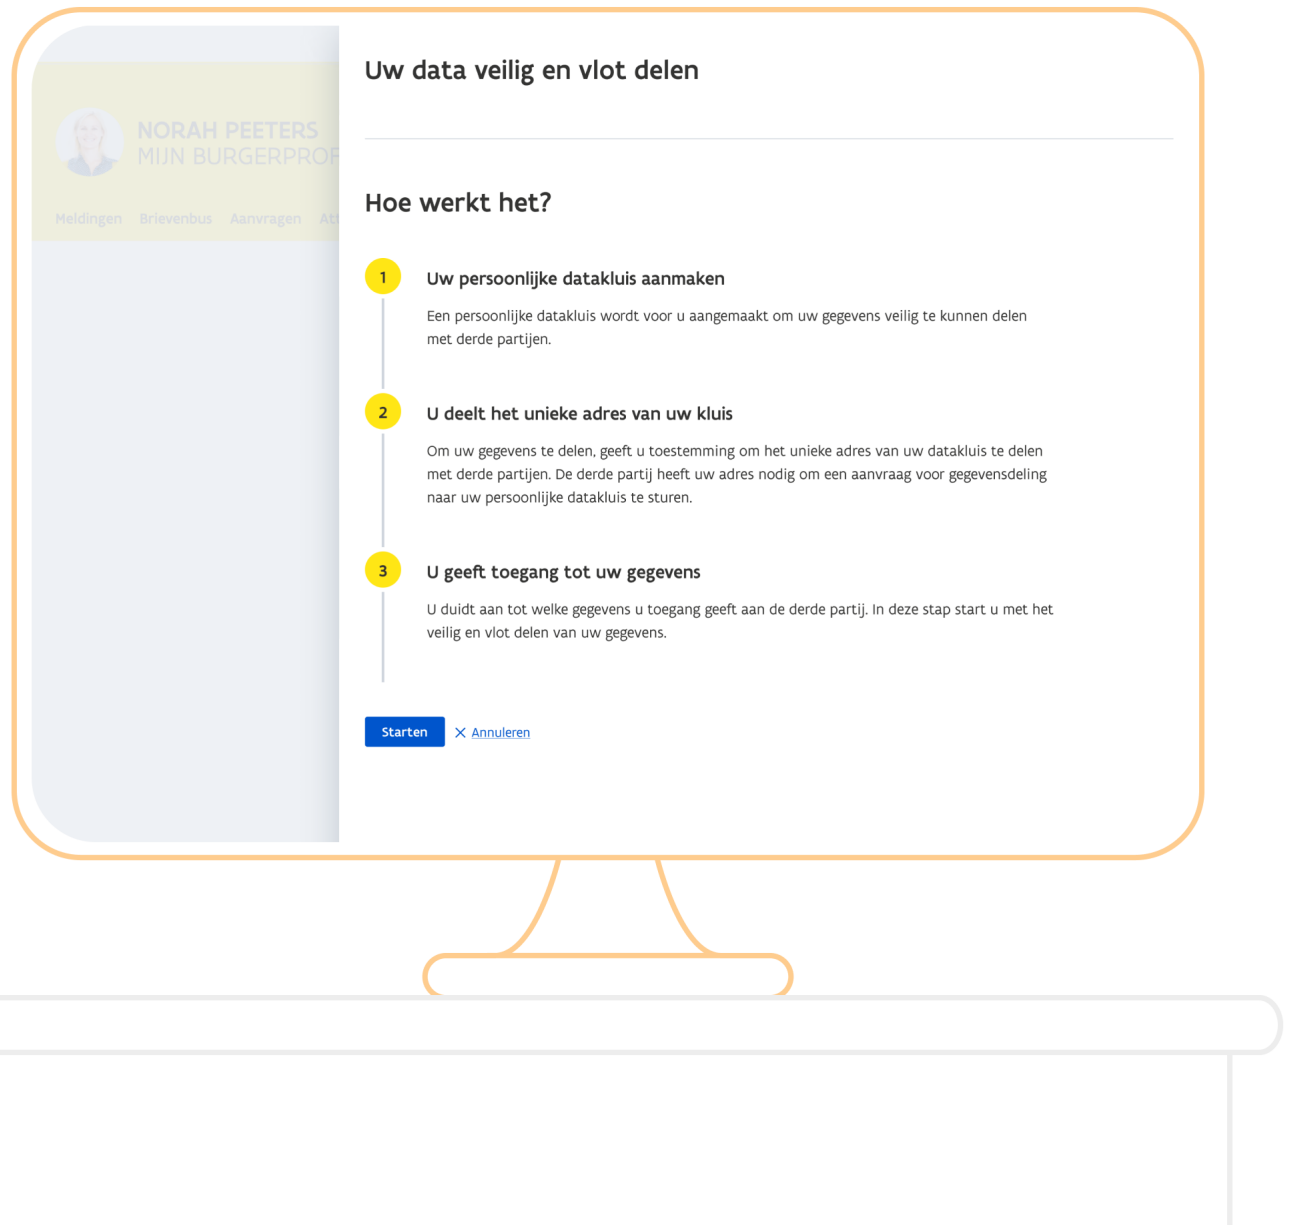 Uw data veilig en vlot delen
NORAH PEETERS
MIJN BURGERPROF
Meldingen Brievenbus Aanvragen Att
Hoe werkt het?
1 Uw persoonlijke datakluis aanmaken
Een persoonlijke datakluis wordt voor u aangemaakt om uw gegevens veilig te kunnen delen
met derde partijen.
2 U deelt het unieke adres van uw kluis
Om uw gegevens te delen, geeft u toestemming om het unieke adres van uw datakluis te delen
met derde partijen. De derde partij heeft uw adres nodig om een aanvraag voor gegevensdeling
naar uw persoonlijke datakluis te sturen.
3 U geeft toegang tot uw gegevens
U duidt aan tot welke gegevens u toegang geeft aan de derde partij. In deze stap start u met het
veilig en vlot delen van uw gegevens.
Starten Annuleren